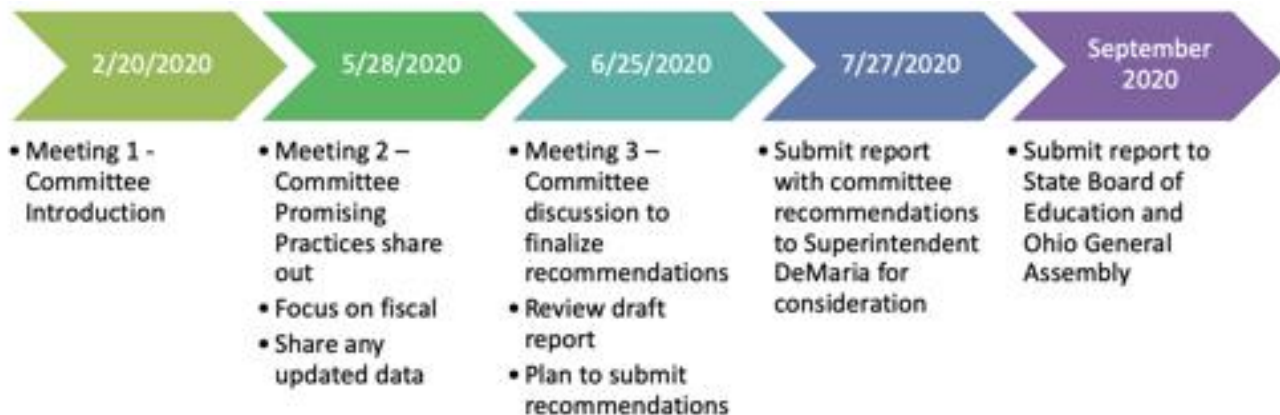 2/20/2020
5/28/2020
6/25/2020
7/27/2020
September
2020
• Meeting 1 -
Committee
Introduction
• Meeting 2 –
Committee
Promising
Practices share
out
• Focus on fiscal
• Share any
updated data
• Meeting 3 –
Committee
discussion to
finalize
recommendations
• Review draft
report
• Plan to submit
recommendations
• Submit report
with committee
recommendations
to Superintendent
DeMaria for
consideration
• Submit report to
State Board of
Education and
Ohio General
Assembly